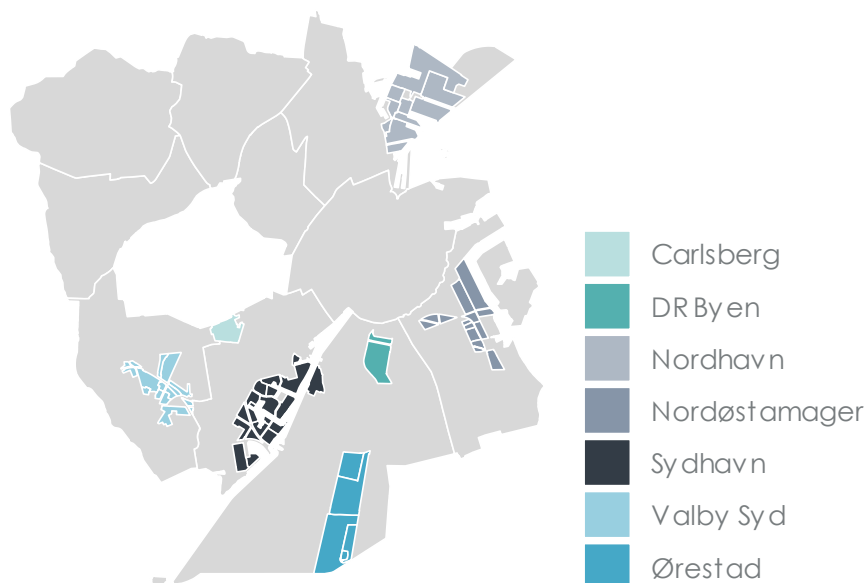 Carlsberg
DR Byen
Nordhavn
Nordøstamager
Sydhavn
Valby Syd
Ørestad